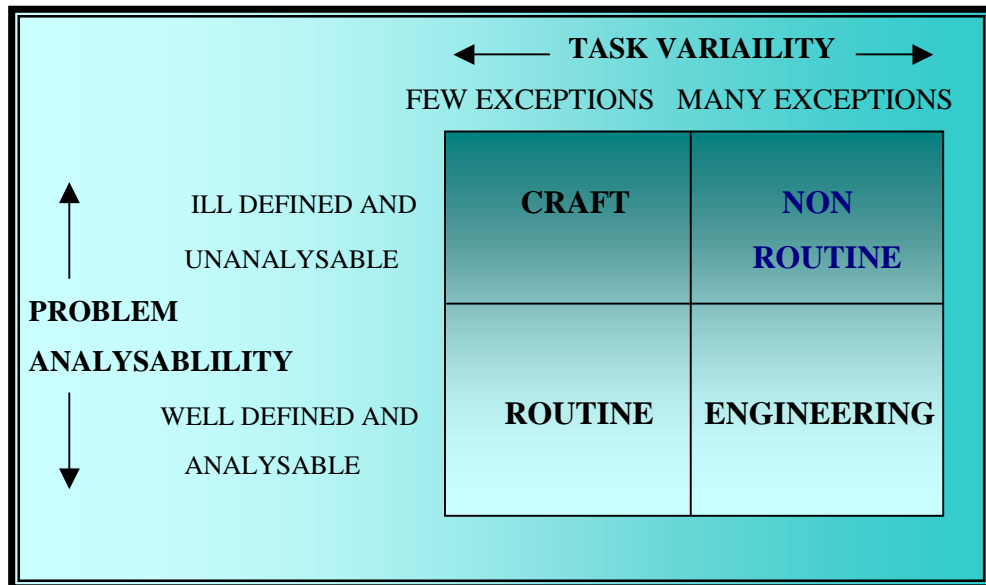 TASK VARIAILITY
FEW EXCEPTIONS MANY EXCEPTIONS
ILL DEFINED AND
UNANALYSABLE
CRAFT
NON
ROUTINE
PROBLEM
ANALYSABLILITY
WELL DEFINED AND
ANALYSABLE
ROUTINE
ENGINEERING